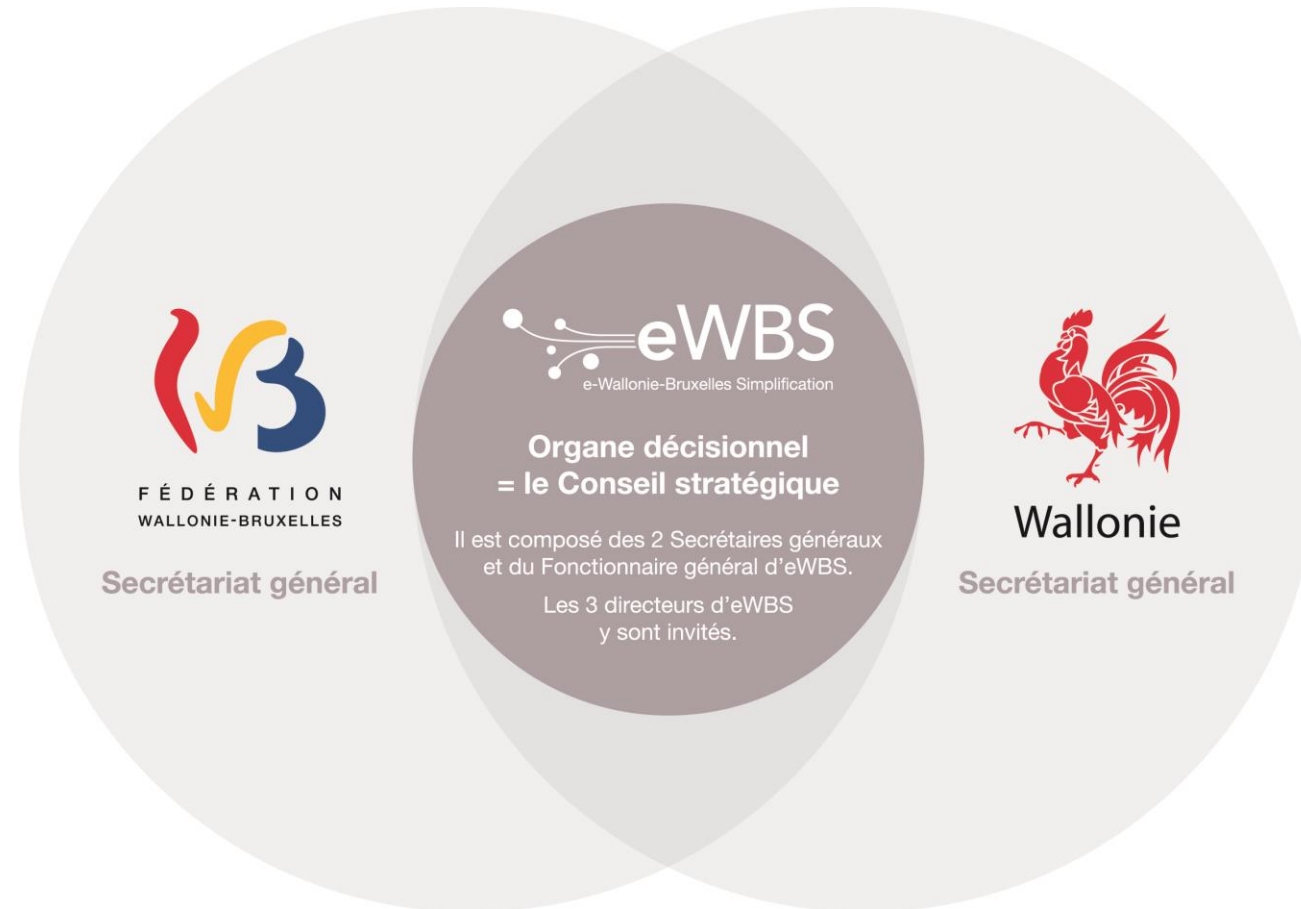 FÉDÉRATION
WALLONIE-BRUXELLES
Secrétariat général
eWBS
e-Wallonie-Bruxelles Simplification
Organe décisionnel
= le Conseil stratégique
Il est composé des 2 Secrétaires généraux
et du Fonctionnaire général d’eWBS.
Les 3 directeurs d’eWBS
y sont invités.
Wallonie
Secrétariat général